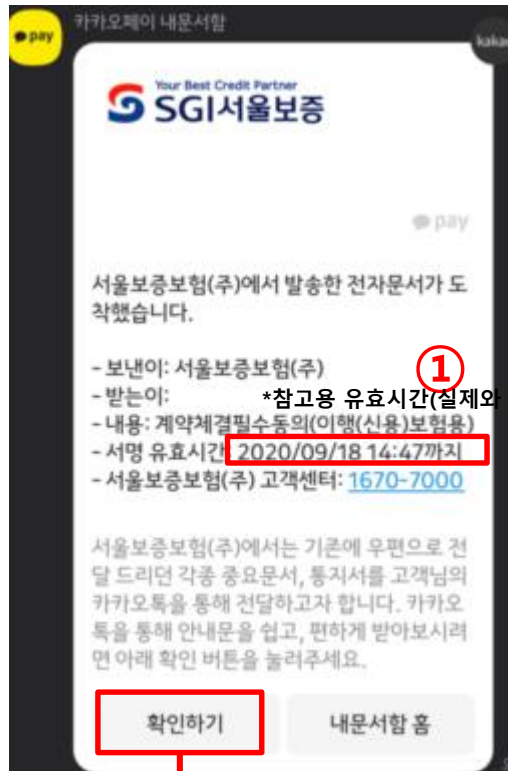 pay
카카오페이 내문서함
kakao
Your Best Credit Partner
SGI서울보증
pay
서울보증보험(주)에서 발송한 전자문서가 도
착했습니다.
- 보낸이: 서울보증보험(주)
①
- 받는이:
*참고용 유효시간(실제와
- 내용: 계약체결필수동의(이행(신용)보험용)
- 서명 유효시간: 2020/09/18 14:47까지
- 서울보증보험(주) 고객센터: 1670-7000
서울보증보험(주)에서는 기존에 우편으로 전
달 드리던 각종 중요문서, 통지서를 고객님의
카카오톡을 통해 전달하고자 합니다. 카카오
톡을 통해 안내문을 쉽고, 편하게 받아보시려
면 아래 확인 버튼을 눌러주세요.
확인하기
내문서함 홈